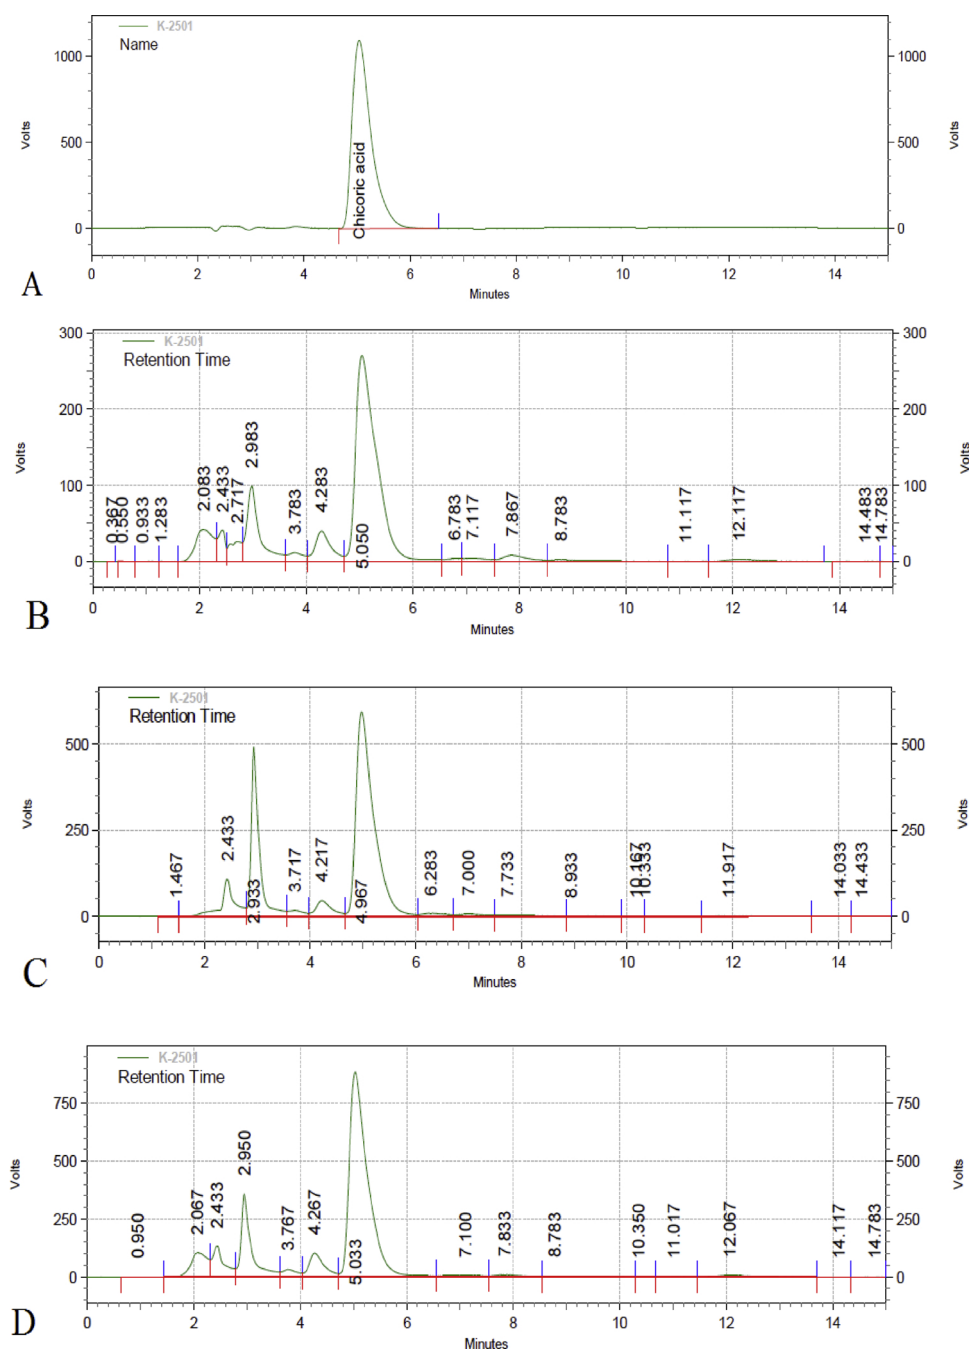 K-2501
Name
1000
500
0
1000
500
0
Volts
Volts
Chicoric acid
0 2 4 6 8 10 12 14
Minutes
A
300
200
100
0
300
200
100
0
K-2501
Retention Time
Volts
Volts
0.367 0.550 0.933 1.283 2.083 2.433 2.717 2.983 3.783 4.283 5.050 6.783 7.117 7.867 8.783 11.117 12.117 14.483 14.783
0 2 4 6 8 10 12 14
Minutes
B
K-2501
Retention Time
500
250
0
500
250
0
Volts
Volts
1.467 2.433 2.933 3.717 4.217 4.967 6.283 7.000 7.733 8.933 10.167 10.333 11.917 14.033 14.433
0 2 4 6 8 10 12 14
Minutes
C
K-2501
Retention Time
750
500
250
0
750
500
250
0
Volts
Volts
0.950 2.067 2.433 2.950 3.767 4.267 5.033 7.100 7.833 8.783 10.350 11.017 12.067 14.117 14.783
0 2 4 6 8 10 12 14
Minutes
D